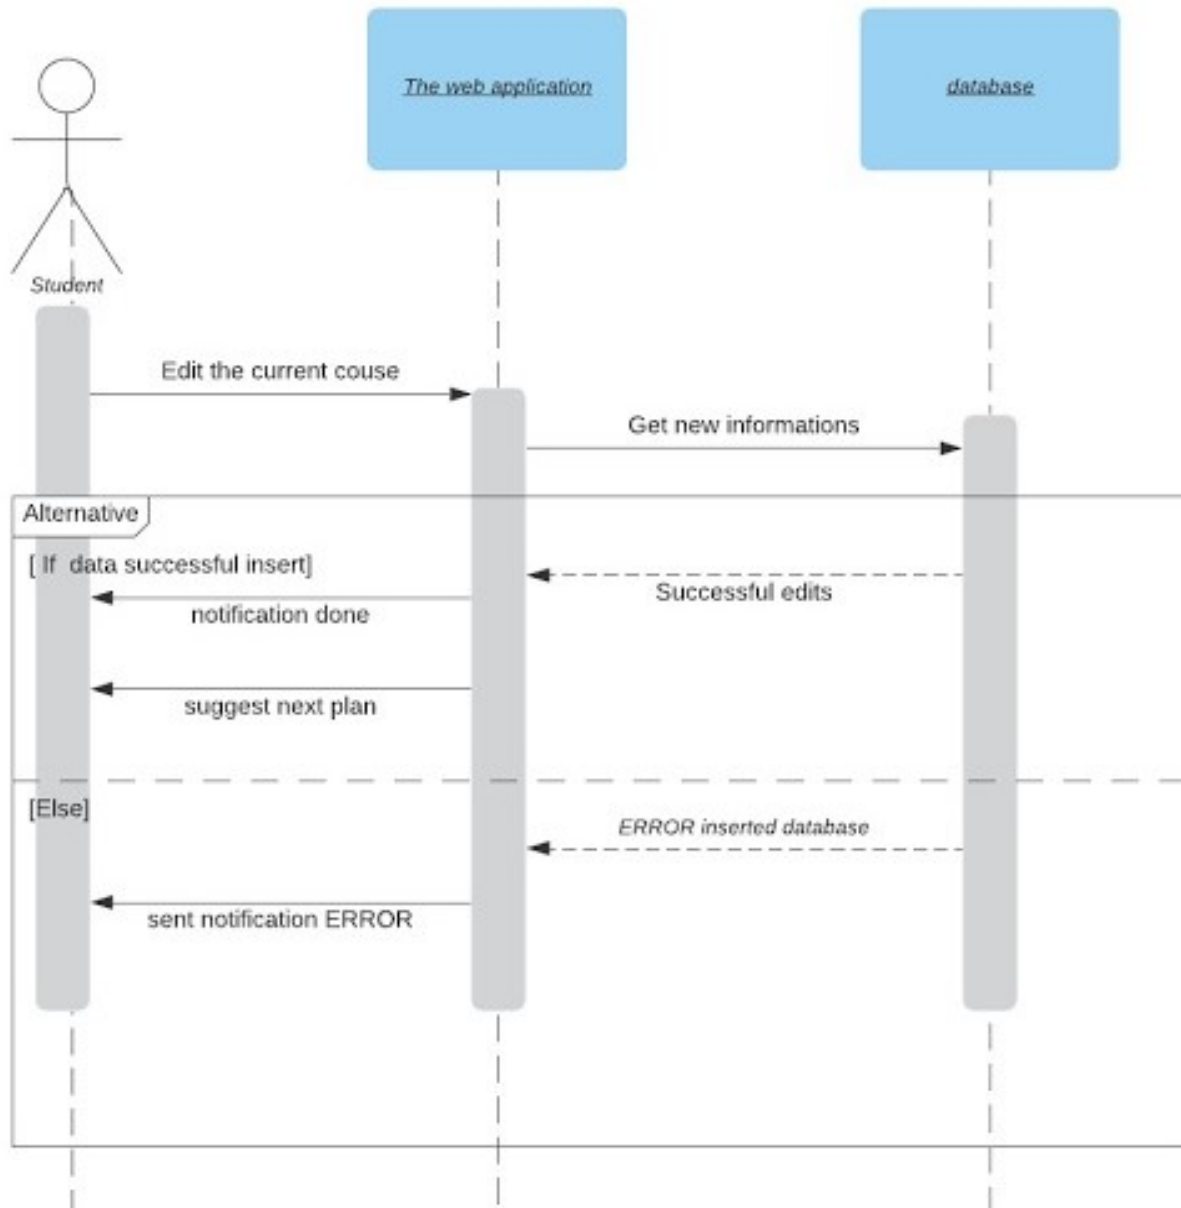 The web application
database
Student
Edit the current couse
Get new informations
Alternative
[ If  data successful insert]
Successful edits
notification done
suggest next plan
[Else]
ERROR inserted database
sent notification ERROR